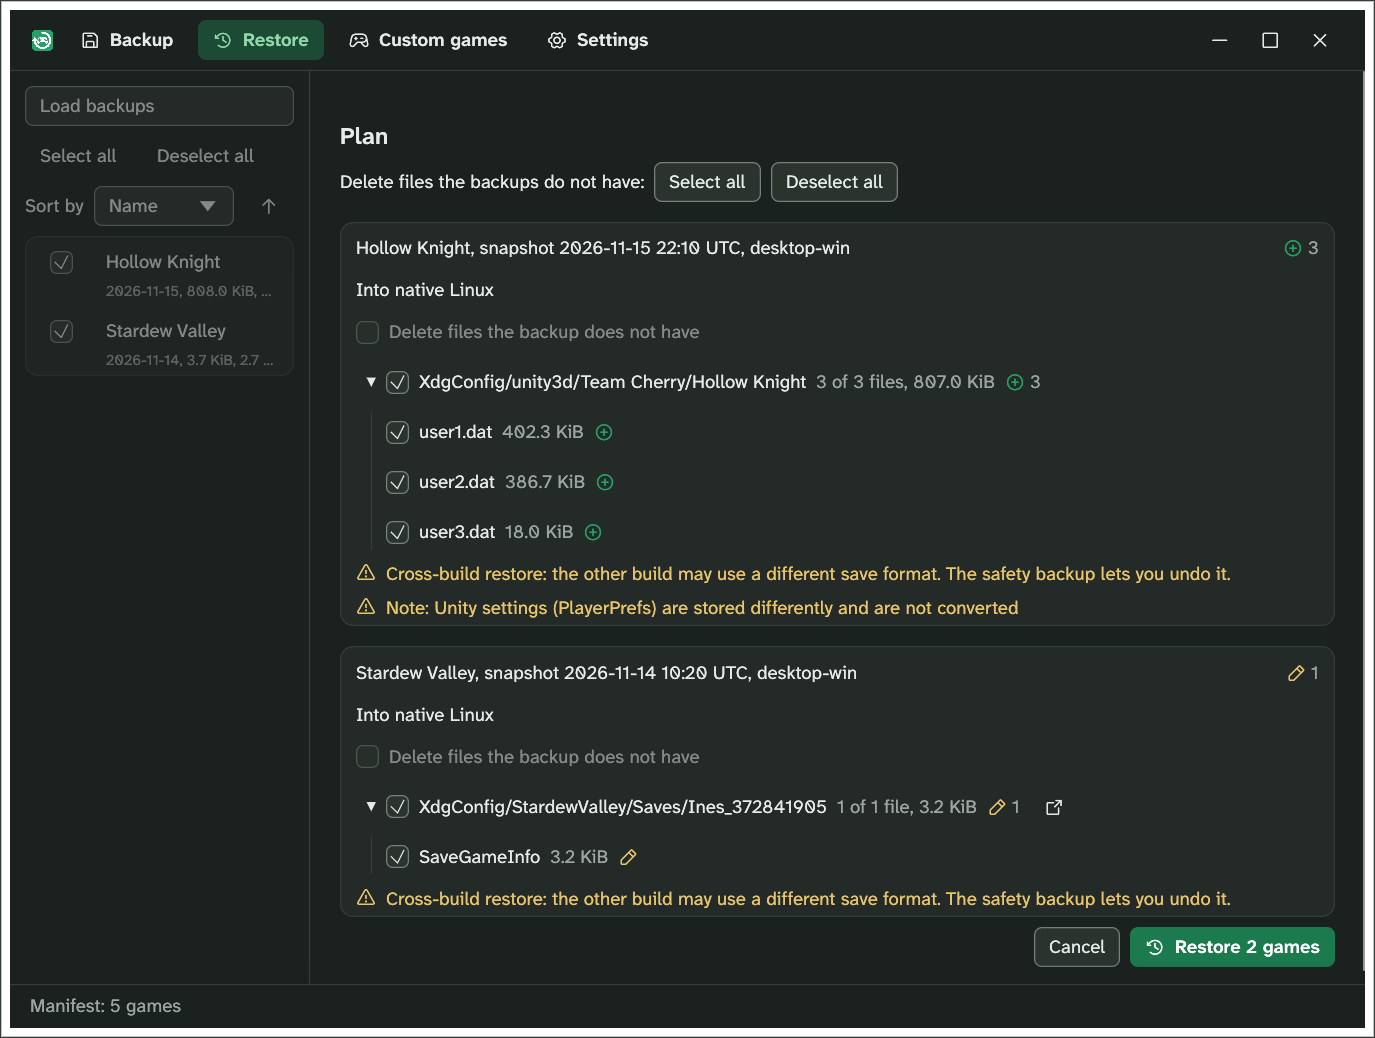 Backup
Restore
Custom games
Settings
Load backups
Select all
Deselect all
Sort by
Name
Hollow Knight
2026-11-15, 808.0 KiB, ...
Stardew Valley
2026-11-14, 3.7 KiB, 2.7 ...
Plan
Delete files the backups do not have:
Select all
Deselect all
Hollow Knight, snapshot 2026-11-15 22:10 UTC, desktop-win
3
Into native Linux
Delete files the backup does not have
XdgConfig/unity3d/Team Cherry/Hollow Knight 3 of 3 files, 807.0 KiB 3
user1.dat 402.3 KiB
user2.dat 386.7 KiB
user3.dat 18.0 KiB
Cross-build restore: the other build may use a different save format. The safety backup lets you undo it.
Note: Unity settings (PlayerPrefs) are stored differently and are not converted
Stardew Valley, snapshot 2026-11-14 10:20 UTC, desktop-win
1
Into native Linux
Delete files the backup does not have
XdgConfig/StardewValley/Saves/Ines_372841905 1 of 1 file, 3.2 KiB 1
SaveGameInfo 3.2 KiB
Cross-build restore: the other build may use a different save format. The safety backup lets you undo it.
Cancel
Restore 2 games
Manifest: 5 games